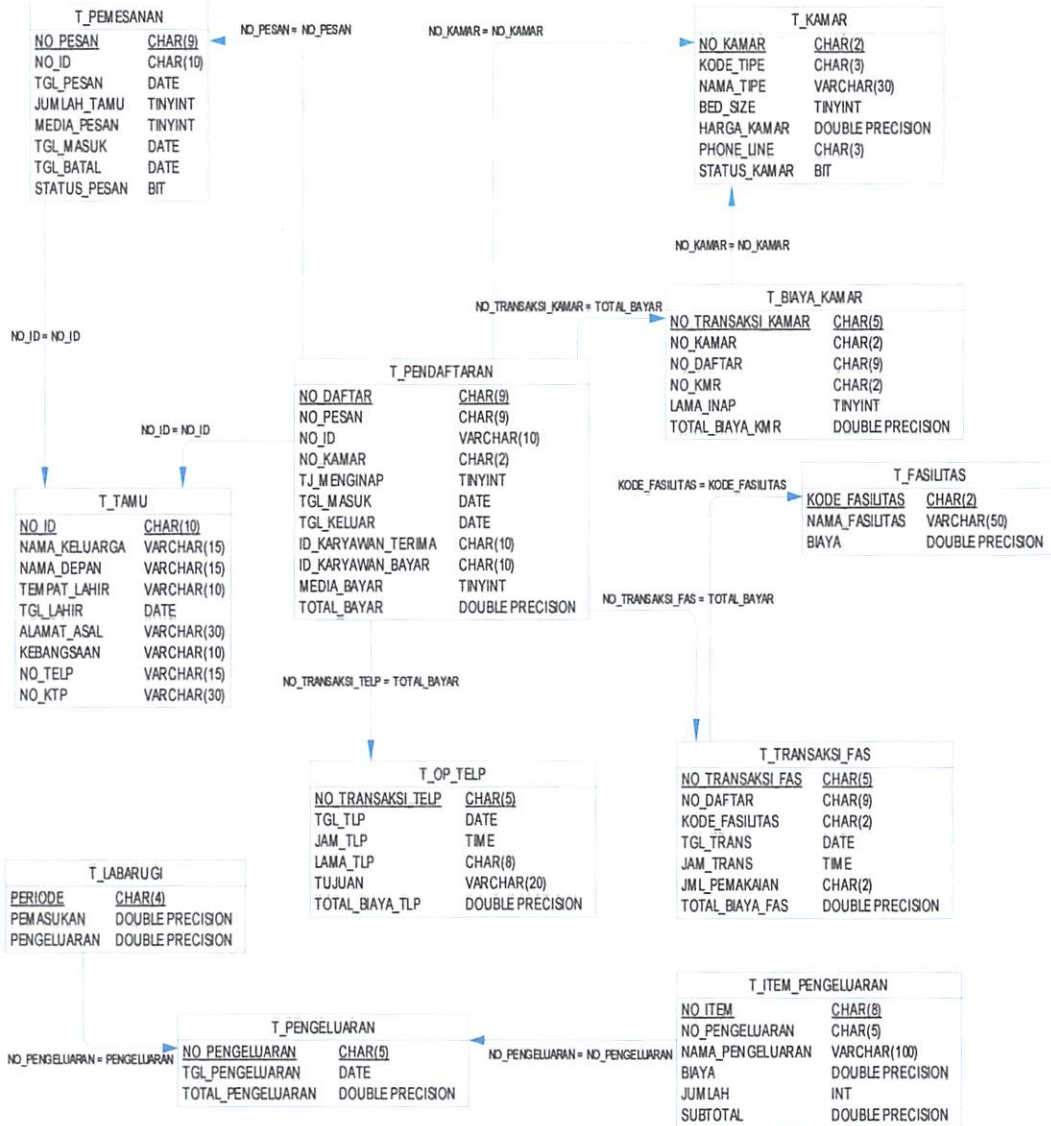 T_PEMESANAN
NO_PESAN CHAR(9)
NO_ID CHAR(10)
TGL_PESAN DATE
JUMLAH_TAMU TINYINT
MEDIA_PESAN TINYINT
TGL_MASUK DATE
TGL_BATAL DATE
STATUS_PESAN BIT
NO_PESAN = NO_PESAN
NO_KAMAR = NO_KAMAR
T_KAMAR
NO_KAMAR CHAR(2)
KODE_TIPE CHAR(3)
NAMA_TIPE VARCHAR(30)
BED_SIZE TINYINT
HARGA_KAMAR DOUBLE PRECISION
PHONE_LINE CHAR(3)
STATUS_KAMAR BIT
NO_KAMAR = NO_KAMAR
NO_TRANSAKSI_KAMAR = TOTAL_BAYAR
T_BIAYA_KAMAR
NO_TRANSAKSI_KAMAR CHAR(5)
NO_KAMAR CHAR(2)
NO_DAFTAR CHAR(9)
NO_KMR CHAR(2)
LAMA_INAP TINYINT
TOTAL_BIAYA_KMR DOUBLE PRECISION
NO_ID = NO_ID
T_PENDAFTARAN
NO_DAFTAR CHAR(9)
NO_PESAN CHAR(9)
NO_ID VARCHAR(10)
NO_KAMAR CHAR(2)
TJ_MENGINAP TINYINT
TGL_MASUK DATE
TGL_KELUAR DATE
ID_KARYAWAN_TERIMA CHAR(10)
ID_KARYAWAN_BAYAR CHAR(10)
MEDIA_BAYAR TINYINT
TOTAL_BAYAR DOUBLE PRECISION
NO_ID = NO_ID
KODE_FASILITAS = KODE_FASILITAS
T_FASILITAS
KODE_FASILITAS CHAR(2)
NAMA_FASILITAS VARCHAR(50)
BIAYA DOUBLE PRECISION
T_TAMU
NO_ID CHAR(10)
NAMA_KELUARGA VARCHAR(15)
NAMA_DEPAN VARCHAR(15)
TEMPAT_LAHIR VARCHAR(10)
TGL_LAHIR DATE
ALAMAT_ASAL VARCHAR(30)
KEBANGSAAN VARCHAR(10)
NO_TELP VARCHAR(15)
NO_KTP VARCHAR(30)
NO_TRANSAKSI_FAS = TOTAL_BAYAR
NO_TRANSAKSI_TELP = TOTAL_BAYAR
T_OP_TELP
NO_TRANSAKSI_TELP CHAR(5)
TGL_TLP DATE
JAM_TLP TIME
LAMA_TLP CHAR(8)
TUJUAN VARCHAR(20)
TOTAL_BIAYA_TLP DOUBLE PRECISION
T_TRANSAKSI_FAS
NO_TRANSAKSI_FAS CHAR(5)
NO_DAFTAR CHAR(9)
KODE_FASILITAS CHAR(2)
TGL_TRANS DATE
JAM_TRANS TIME
JML_PEMAKAIAN CHAR(2)
TOTAL_BIAYA_FAS DOUBLE PRECISION
T_LABARUGI
PERIODE CHAR(4)
PEMASUKAN DOUBLE PRECISION
PENGELUARAN DOUBLE PRECISION
NO_PENGELUARAN = PENGELUARAN
T_PENGELUARAN
NO_PENGELUARAN CHAR(5)
TGL_PENGELUARAN DATE
TOTAL_PENGELUARAN DOUBLE PRECISION
NO_PENGELUARAN = NO_PENGELUARAN
T_ITEM_PENGELUARAN
NO_ITEM CHAR(8)
NO_PENGELUARAN CHAR(5)
NAMA_PENGELUARAN VARCHAR(100)
BIAYA DOUBLE PRECISION
JUMLAH INT
SUBTOTAL DOUBLE PRECISION